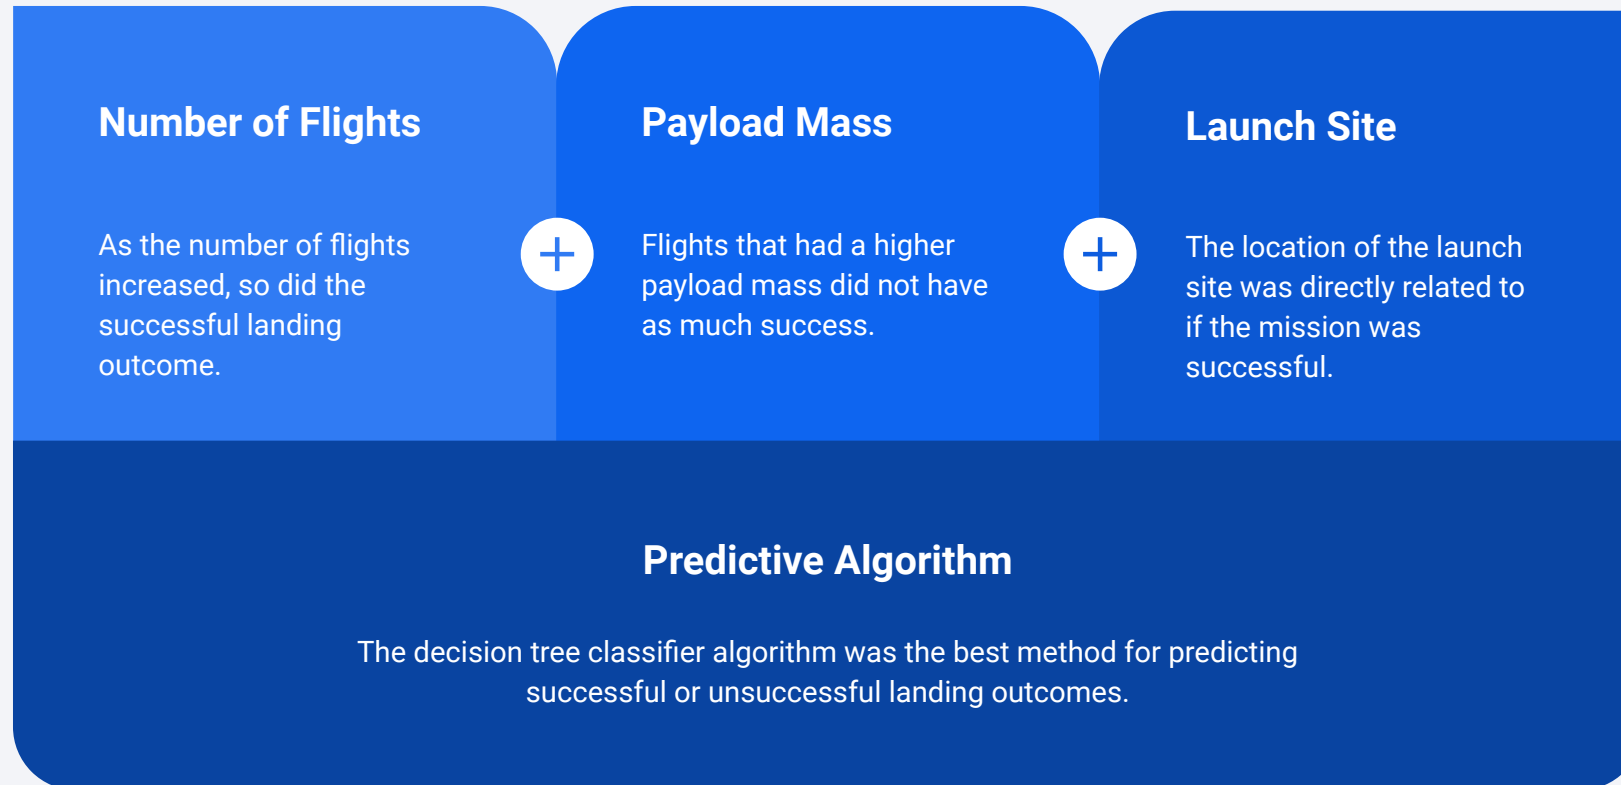 Number of Flights
As the number of flights
increased, so did the
successful landing
outcome.
Payload Mass
Flights that had a higher
payload mass did not have
as much success.
Launch Site
The location of the launch
site was directly related to
if the mission was
successful.
Predictive Algorithm
The decision tree classifier algorithm was the best method for predicting
successful or unsuccessful landing outcomes.